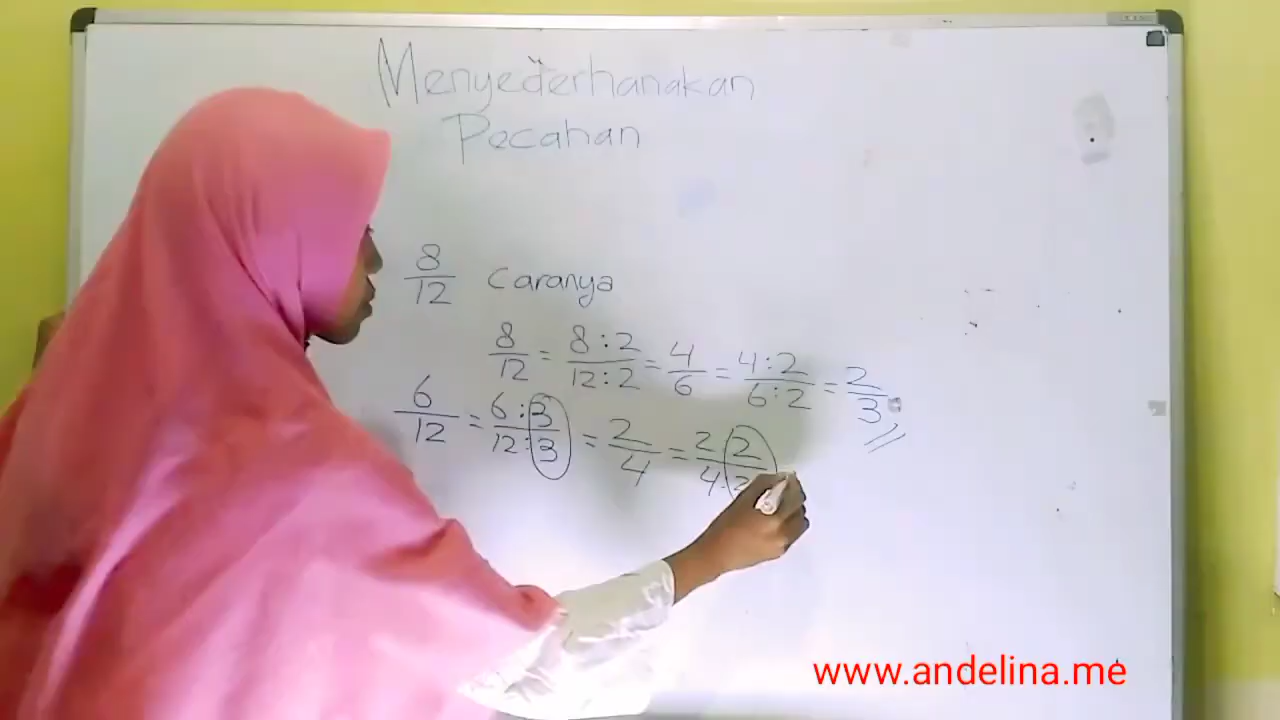 Menyederhanakan
Pecahan
8/12 Caranya
8/12 = 8:2/12:2 = 4/6 = 4:2/6:2 = 2/3 //
6/12 = 6:3/12:3 = 2/4 = 2:2/4:2
www.andelina.me